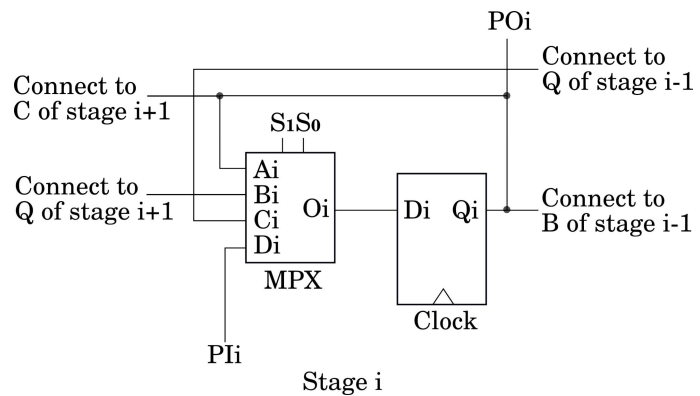 POi
Connect to
Q of stage i-1
Connect to
C of stage i+1
S1S0
Ai
Connect to
Q of stage i+1
Bi
Ci
Di
Oi
MPX
Di
Qi
Clock
Connect to
B of stage i-1
PIi
Stage i